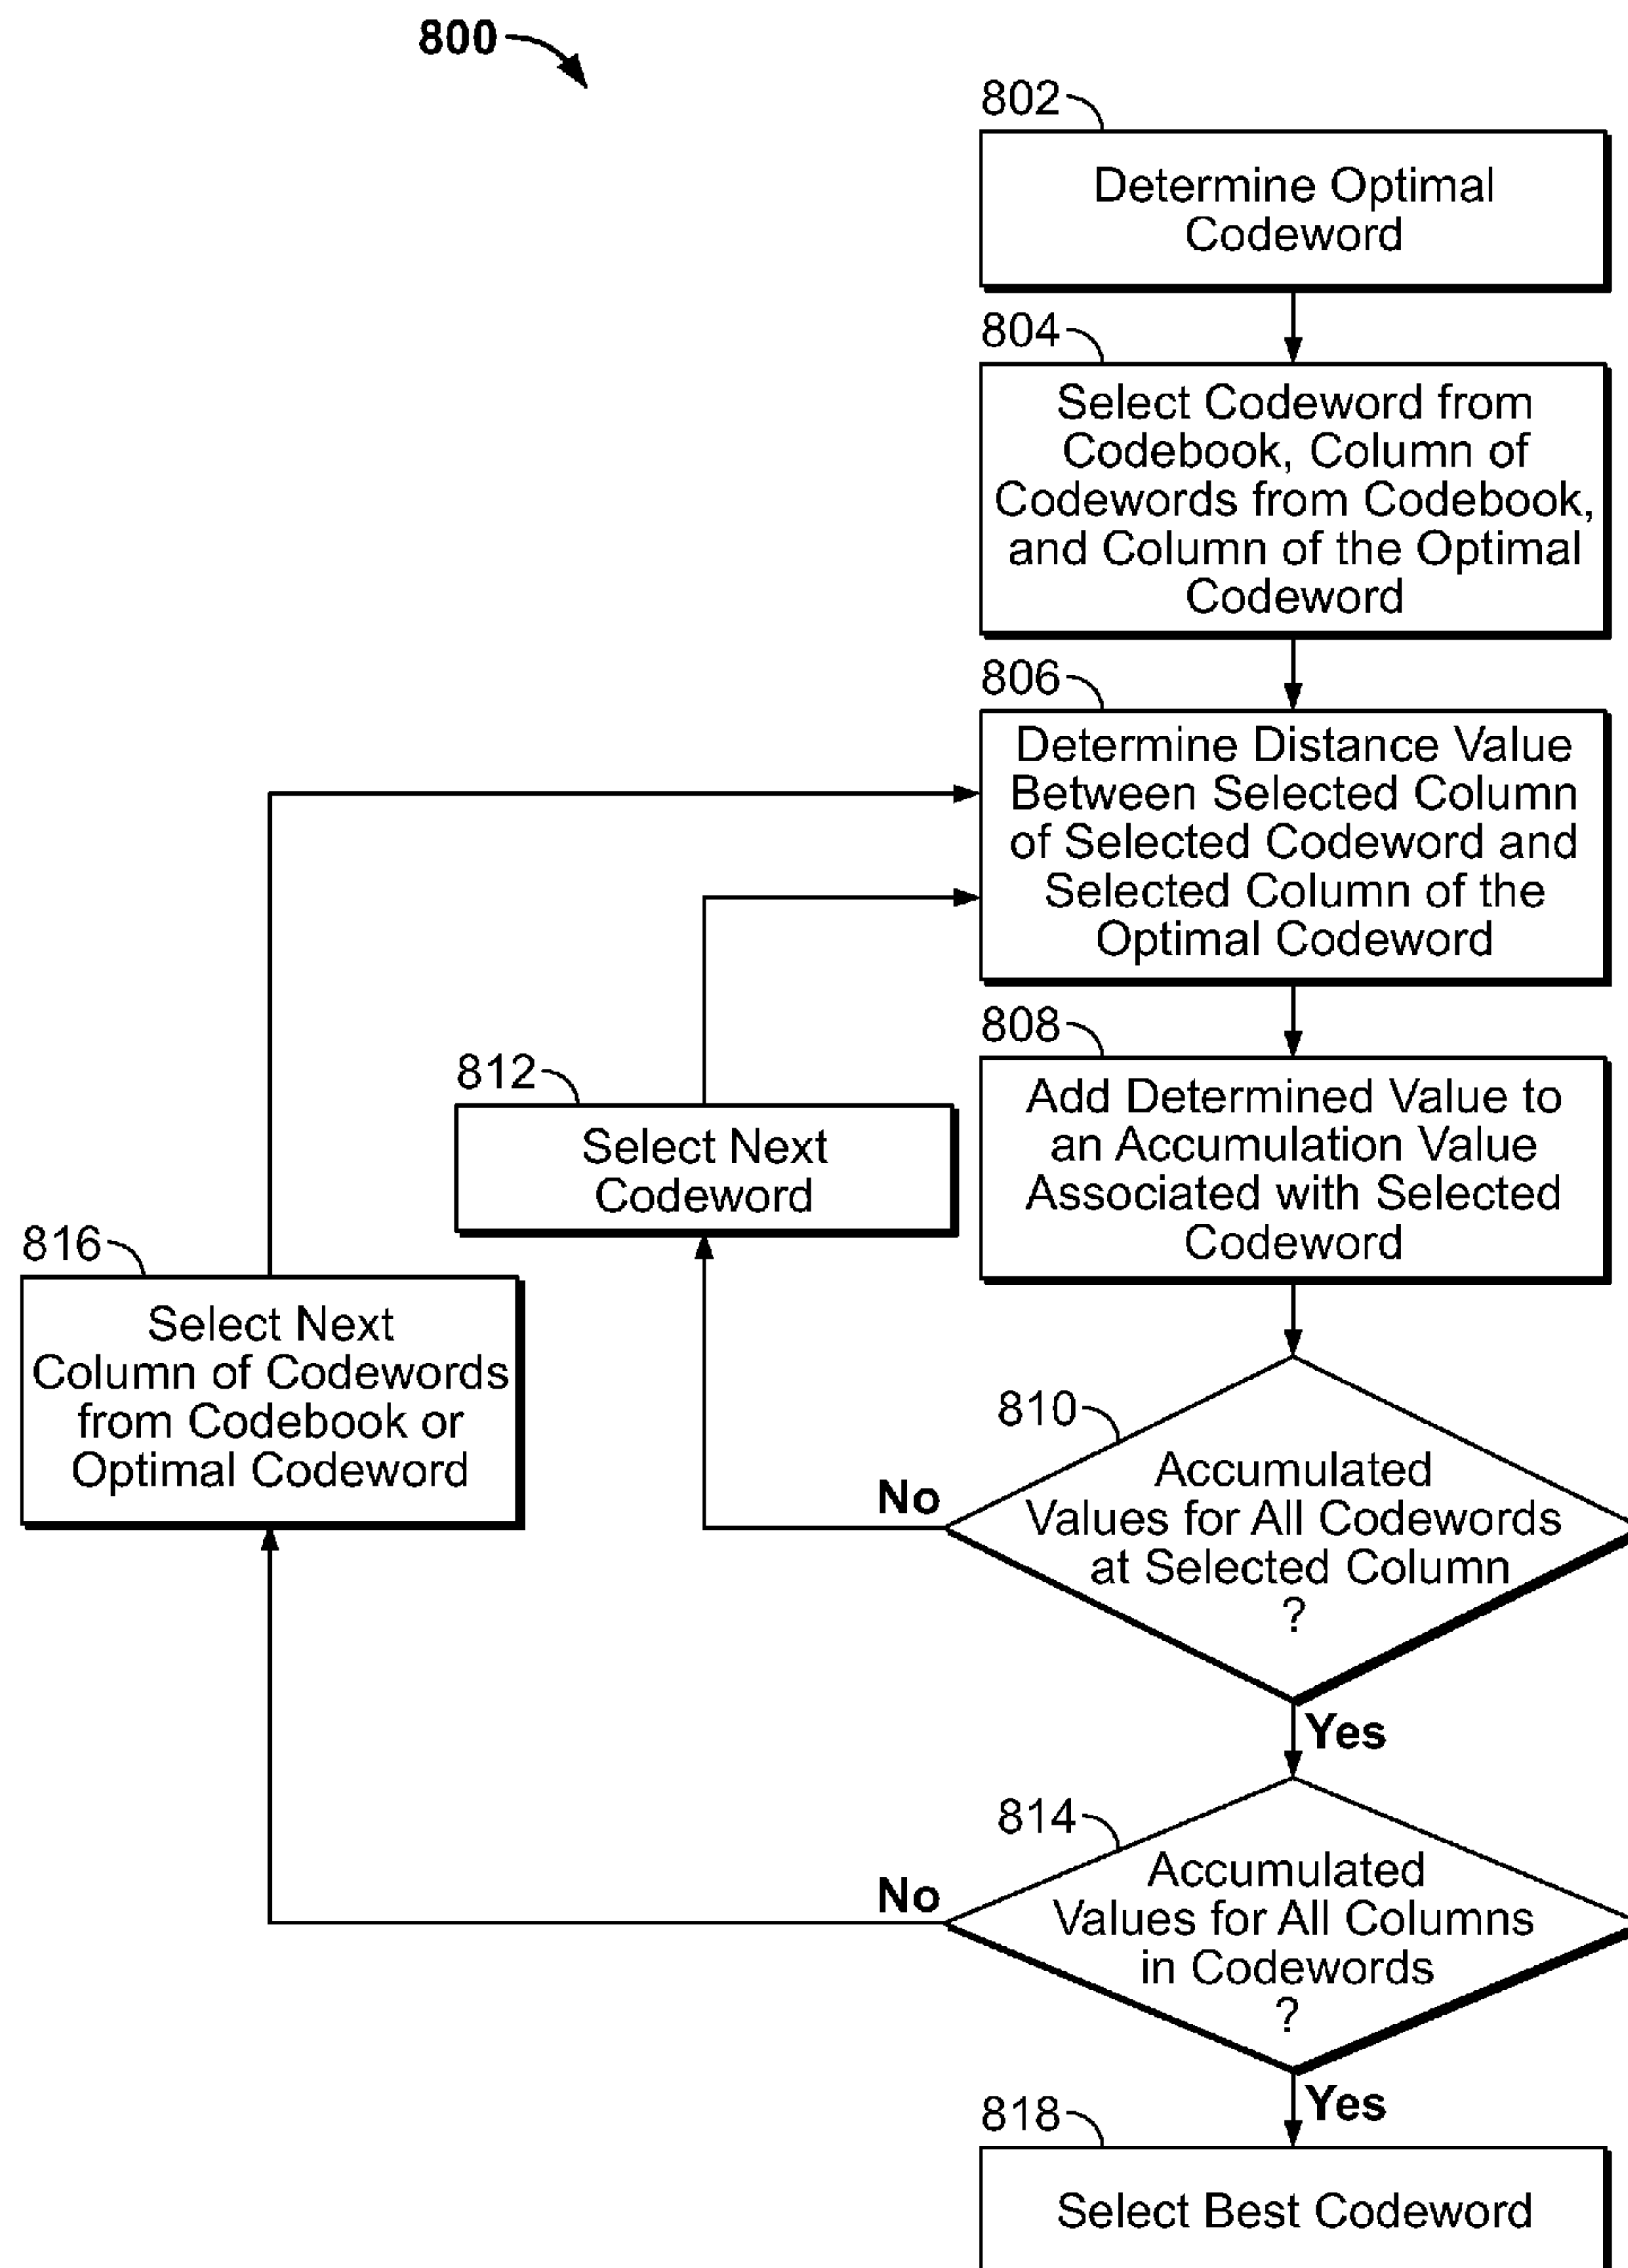 800
802
Determine Optimal
Codeword
804
Select Codeword from
Codebook, Column of
Codewords from Codebook,
and Column of the Optimal
Codeword
806
Determine Distance Value
Between Selected Column
of Selected Codeword and
Selected Column of the
Optimal Codeword
808
Add Determined Value to
an Accumulation Value
Associated with Selected
Codeword
812
Select Next
Codeword
816
Select Next
Column of Codewords
from Codebook or
Optimal Codeword
810
Accumulated
Values for All Codewords
at Selected Column
?
No
Yes
814
Accumulated
Values for All Columns
in Codewords
?
No
Yes
818
Select Best Codeword